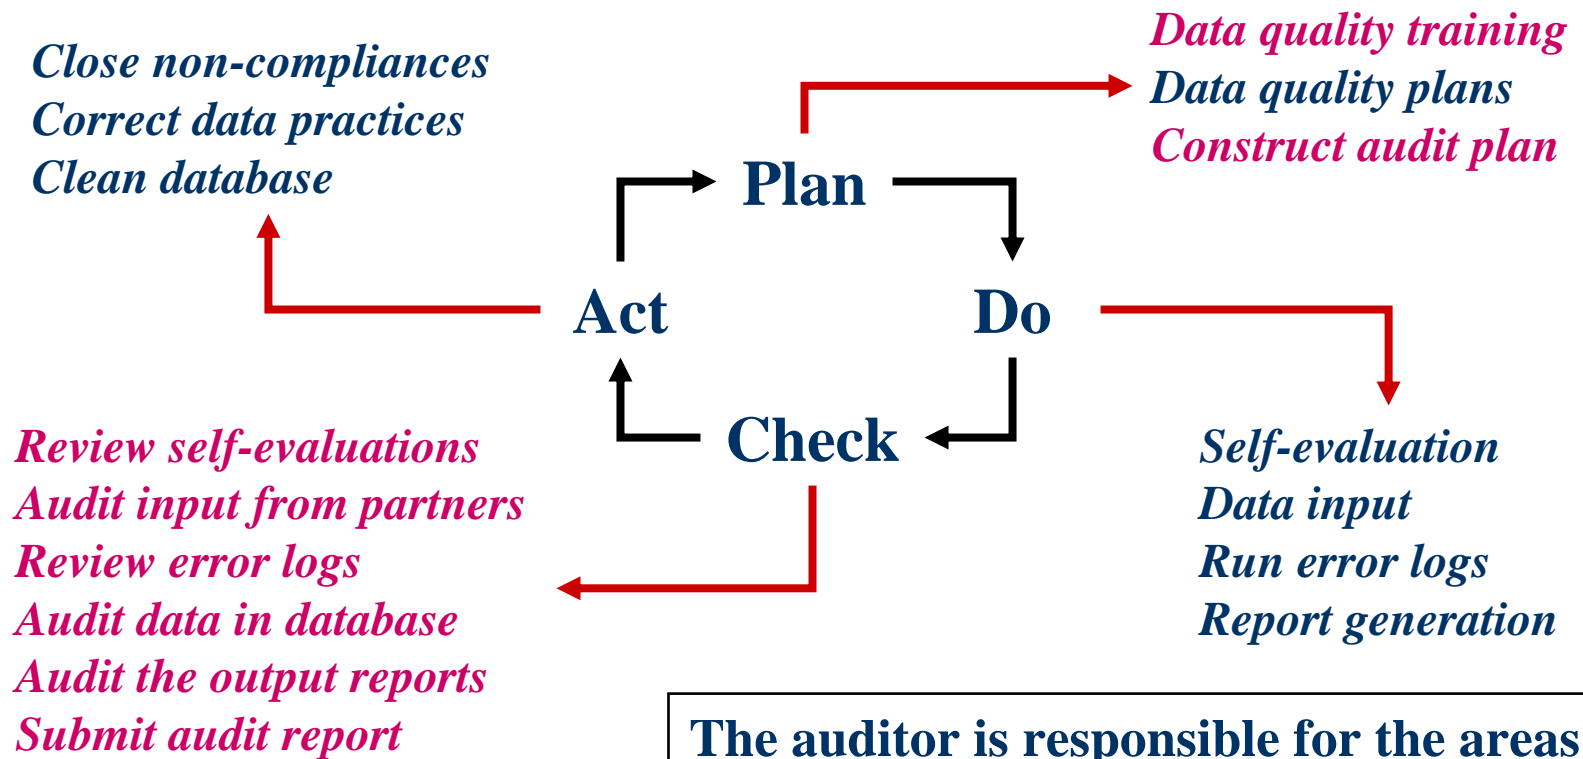 Close non-compliances
Correct data practices
Clean database
Data quality training
Data quality plans
Construct audit plan
Plan
Act
Do
Check
Review self-evaluations
Audit input from partners
Review error logs
Audit data in database
Audit the output reports
Submit audit report
Self-evaluation
Data input
Run error logs
Report generation
The auditor is responsible for the areas